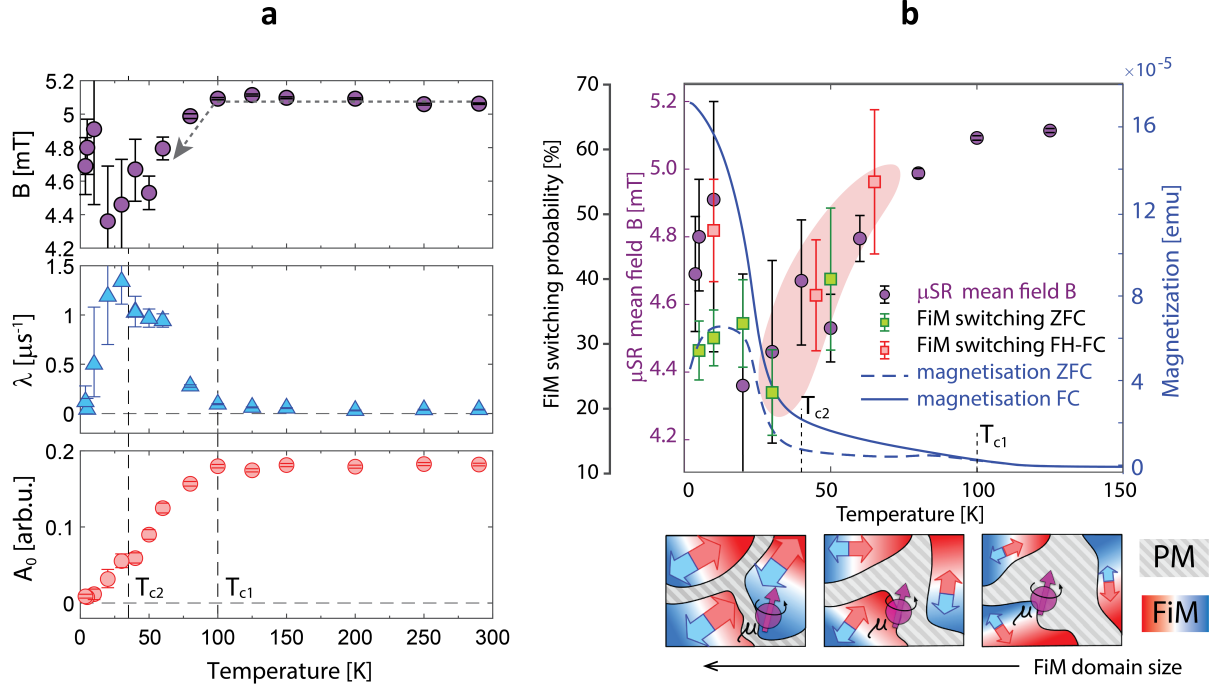 a
B [mT]
5.2
5
4.8
4.6
4.4
4.2
λ [μs⁻¹]
1.5
1
0.5
0
A₀ [arb.u.]
0.2
0.1
0
T_c2
T_c1
0 50 100 150 200 250 300
Temperature [K]
b
FiM switching probability [%]
70
60
50
40
30
20
10
μSR mean field B [mT]
5.2
5.0
4.8
4.6
4.4
4.2
×10⁻⁵
Magnetization [emu]
16
12
8
4
0
μSR mean field B
FiM switching ZFC
FiM switching FH-FC
magnetisation ZFC
magnetisation FC
T_c2
T_c1
0 50 100 150
Temperature [K]
μ
μ
μ
PM
FiM
FiM domain size